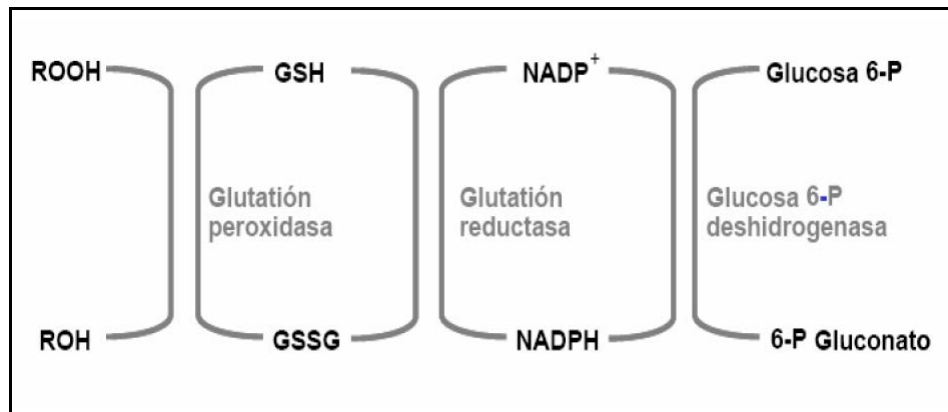 ROOH GSH NADP+ Glucosa 6-P
Glutatión Glutatión Glucosa 6-P
peroxidasa reductasa deshidrogenasa
ROH GSSG NADPH 6-P Gluconato